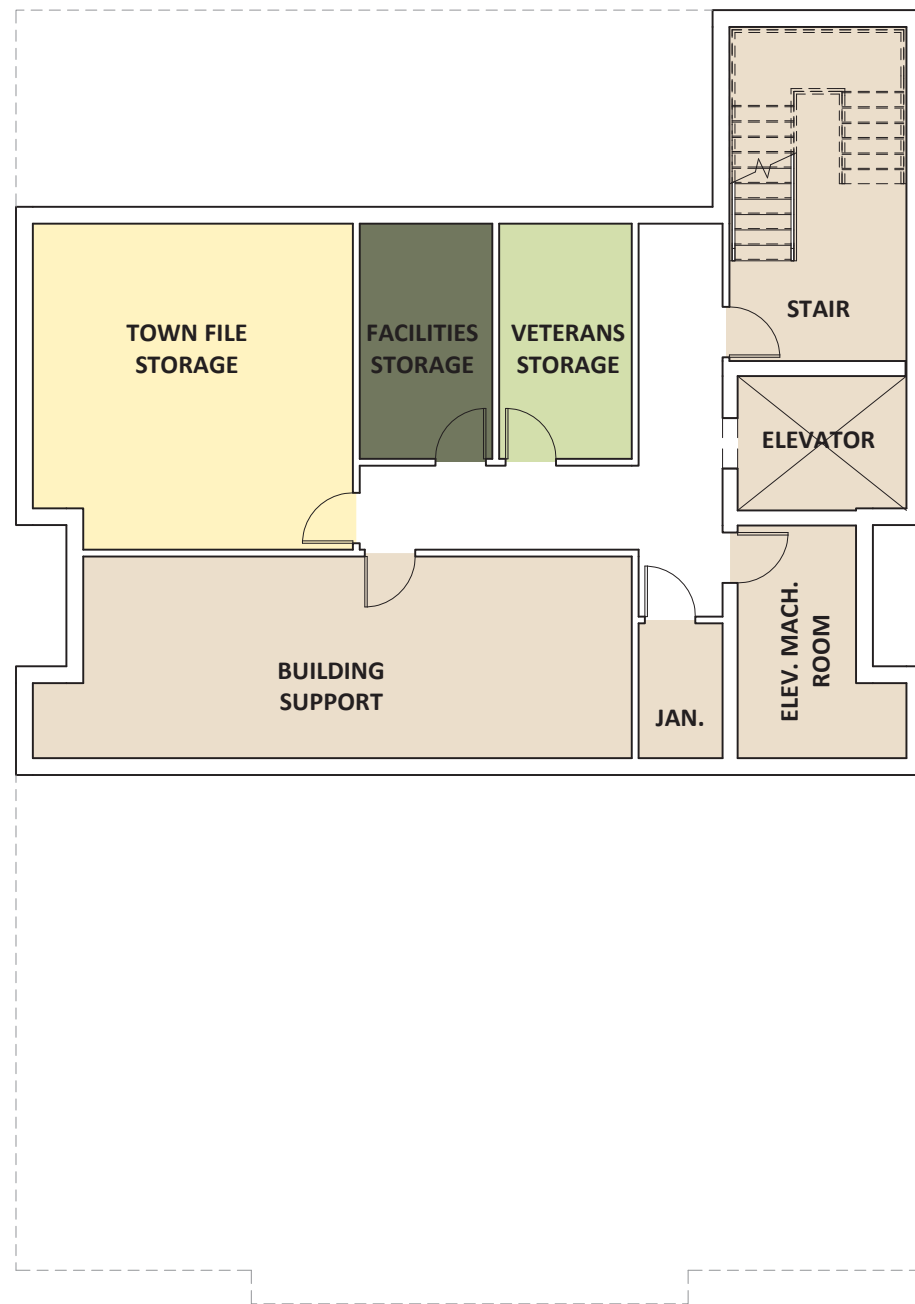 STAIR
TOWN FILE
STORAGE
FACILITIES
STORAGE
VETERANS
STORAGE
ELEVATOR
BUILDING
SUPPORT
JAN.
ELEV. MACH.
ROOM